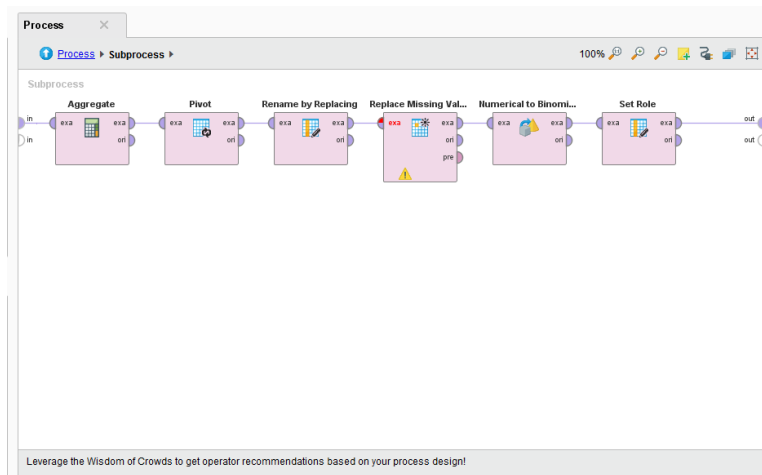 Process
Process Subprocess 100%
Subprocess
Aggregate Pivot Rename by Replacing Replace Missing Val... Numerical to Binomi... Set Role
in exa exa exa exa exa exa exa exa exa exa exa exa out
in ori ori ori ori ori ori out
pre
Leverage the Wisdom of Crowds to get operator recommendations based on your process design!